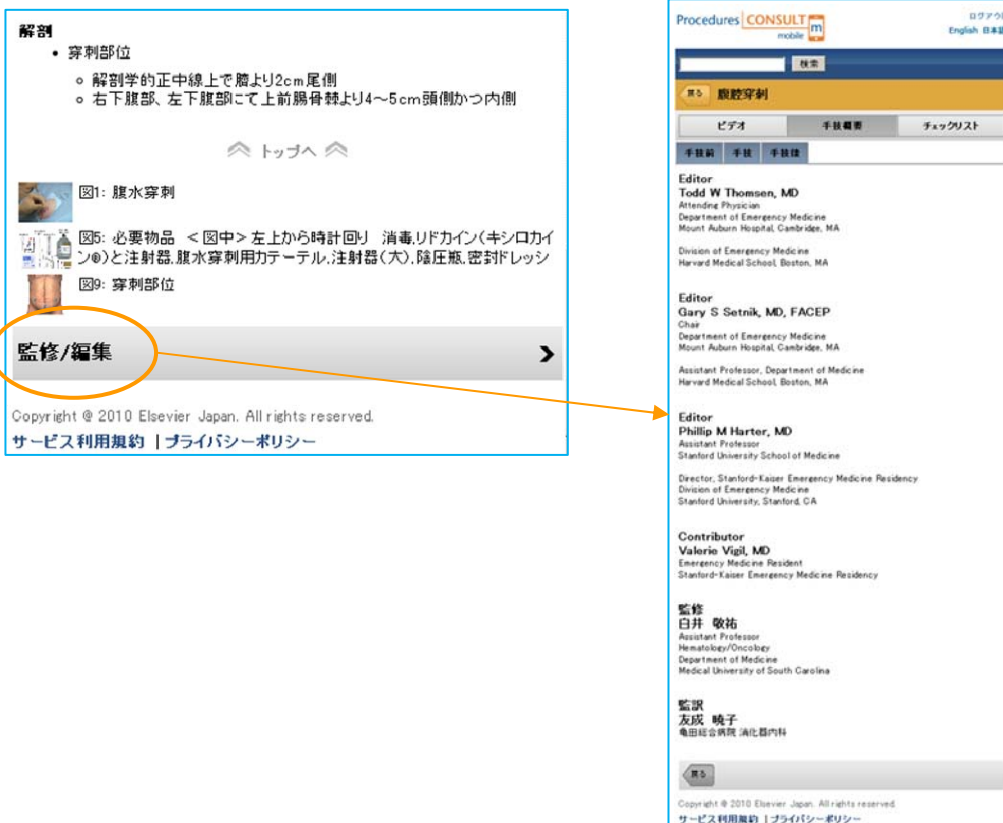 解剖
• 穿刺部位
○ 解剖学的正中線上で臍より2cm尾側
○ 右下腹部、左下腹部にて上前腸骨棘より4～5cm頭側かつ内側
トップへ
図1: 腹水穿刺
図5: 必要物品 <図中>左上から時計回り 消毒,リドカイン(キシロカイ
ン®)と注射器,腹水穿刺用カテーテル,注射器(大),陰圧瓶,密封ドレッシ
図9: 穿刺部位
監修/編集
Copyright @ 2010 Elsevier Japan. All rights reserved.
サービス利用規約 | プライバシーポリシー
Procedures CONSULT m
mobile
ログアウ
English 日本語
検索
戻る 腹腔穿刺
ビデオ 手技概要 チェックリスト
手技前 手技 手技後
Editor
Todd W Thomsen, MD
Attending Physician
Department of Emergency Medicine
Mount Auburn Hospital, Cambridge, MA
Division of Emergency Medicine
Harvard Medical School, Boston, MA
Editor
Gary S Setnik, MD, FACEP
Chair
Department of Emergency Medicine
Mount Auburn Hospital, Cambridge, MA
Assistant Professor, Department of Medicine
Harvard Medical School, Boston, MA
Editor
Phillip M Harter, MD
Assistant Professor
Stanford University School of Medicine
Director, Stanford-Kaiser Emergency Medicine Residency
Division of Emergency Medicine
Stanford University, Stanford, CA
Contributor
Valerie Vigil, MD
Emergency Medicine Resident
Stanford-Kaiser Emergency Medicine Residency
監修
白井 敬祐
Assistant Professor
Hematology/Oncology
Department of Medicine
Medical University of South Carolina
監訳
友成 暁子
亀田総合病院 消化器内科
戻る
Copyright @ 2010 Elsevier Japan. All rights reserved.
サービス利用規約 | プライバシーポリシー